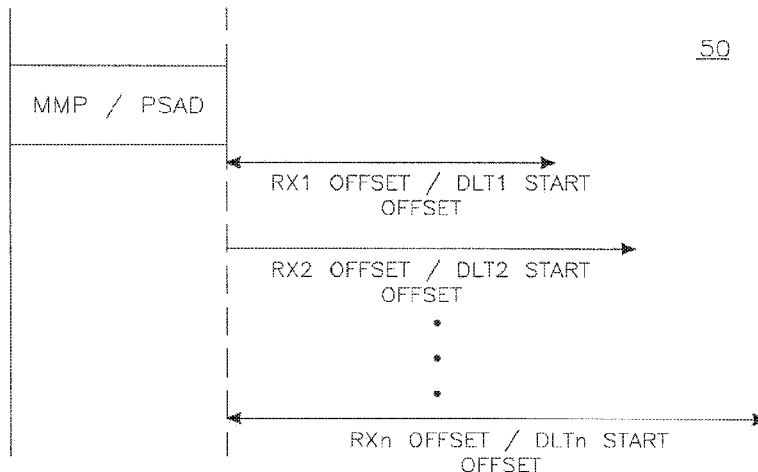 50
MMP / PSAD
RX1 OFFSET / DLT1 START
OFFSET
RX2 OFFSET / DLT2 START
OFFSET
RXn OFFSET / DLTn START
OFFSET